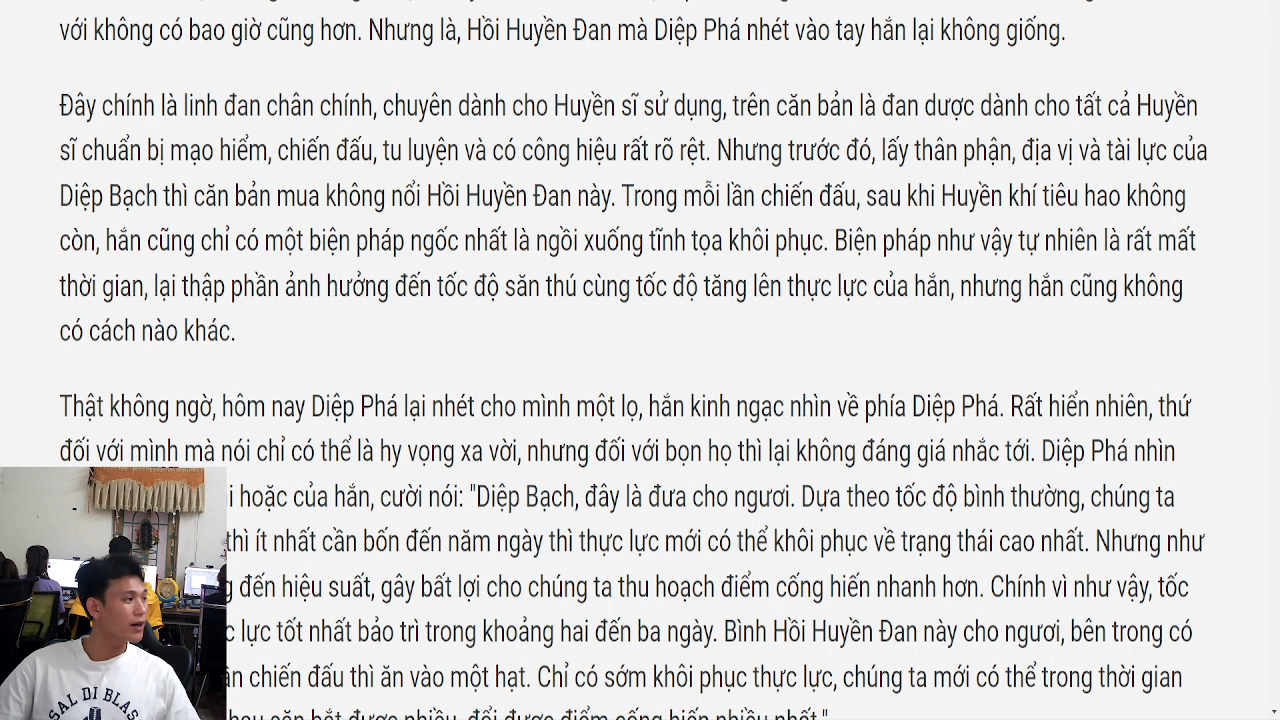 với không có bao giờ cũng hơn. Nhưng là, Hồi Huyền Đan mà Diệp Phá nhét vào tay hắn lại không giống.
Đây chính là linh đan chân chính, chuyên dành cho Huyền sĩ sử dụng, trên căn bản là đan dược dành cho tất cả Huyền
sĩ chuẩn bị mạo hiểm, chiến đấu, tu luyện và có công hiệu rất rõ rệt. Nhưng trước đó, lấy thân phận, địa vị và tài lực của
Diệp Bạch thì căn bản mua không nổi Hồi Huyền Đan này. Trong mỗi lần chiến đấu, sau khi Huyền khí tiêu hao không
còn, hắn cũng chỉ có một biện pháp ngốc nhất là ngồi xuống tĩnh tọa khôi phục. Biện pháp như vậy tự nhiên là rất mất
thời gian, lại thập phần ảnh hưởng đến tốc độ săn thú cùng tốc độ tăng lên thực lực của hắn, nhưng hắn cũng không
có cách nào khác.
Thật không ngờ, hôm nay Diệp Phá lại nhét cho mình một lọ, hắn kinh ngạc nhìn về phía Diệp Phá. Rất hiển nhiên, thứ
đối với mình mà nói chỉ có thể là hy vọng xa vời, nhưng đối với bọn họ thì lại không đáng giá nhắc tới. Diệp Phá nhìn
hoặc của hắn, cười nói: "Diệp Bạch, đây là đưa cho ngươi. Dựa theo tốc độ bình thường, chúng ta
thì ít nhất cần bốn đến năm ngày thì thực lực mới có thể khôi phục về trạng thái cao nhất. Nhưng như
đến hiệu suất, gây bất lợi cho chúng ta thu hoạch điểm cống hiến nhanh hơn. Chính vì như vậy, tốc
lực tốt nhất bảo trì trong khoảng hai đến ba ngày. Bình Hồi Huyền Đan này cho ngươi, bên trong có
chiến đấu thì ăn vào một hạt. Chỉ có sớm khôi phục thực lực, chúng ta mới có thể trong thời gian
săn bắt được nhiều, đổi được điểm cống hiến nhiều nhất."
SAL DI BLAS